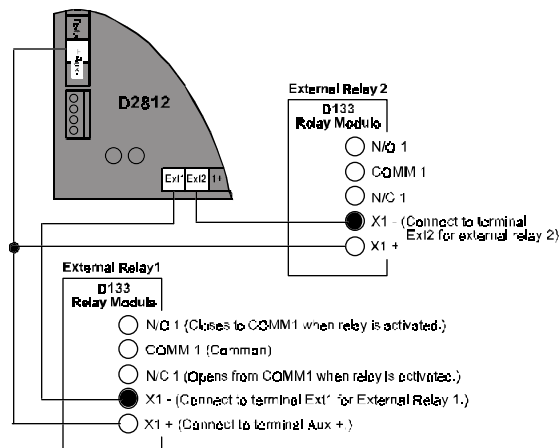 + Aux -
D2812
Ext1 Ext2 1+
External Relay 2
D133
Relay Module
N/O 1
COMM 1
N/C 1
X1 - (Connect to terminal
Ext2 for external relay 2)
X1 +
External Relay1
D133
Relay Module
N/O 1 (Closes to COMM1 when relay is activated.)
COMM 1 (Common)
N/C 1 (Opens from COMM1 when relay is activated.)
X1 - (Connect to terminal Ext1 for External Relay 1.)
X1 + (Connect to terminal Aux +.)